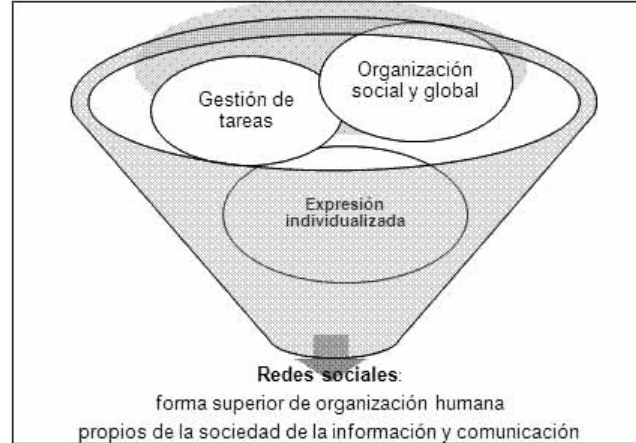 Organización
social y global
Gestión de
tareas
Expresión
individualizada
Redes sociales:
forma superior de organización humana
propios de la sociedad de la información y comunicación